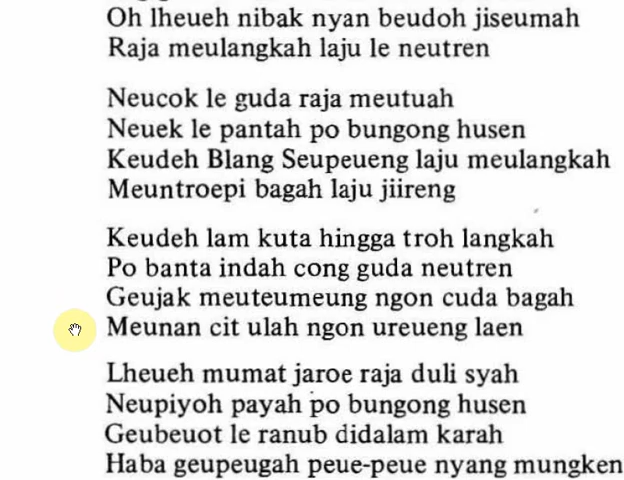 Oh lheueh nibak nyan beudoh jiseumah
Raja meulangkah laju le neutren
Neucok le guda raja meutuah
Neuek le pantah po bungong husen
Keudeh Blang Seupeueng laju meulangkah
Meuntroepi bagah laju jiireng
Keudeh lam kuta hingga troh langkah
Po banta indah cong guda neutren
Geujak meuteumeung ngon cuda bagah
Meunan cit ulah ngon ureueng laen
Lheueh mumat jaroe raja duli syah
Neupiyoh payah po bungong husen
Geubeuot le ranub didalam karah
Haba geupeugah peue-peue nyang mungken